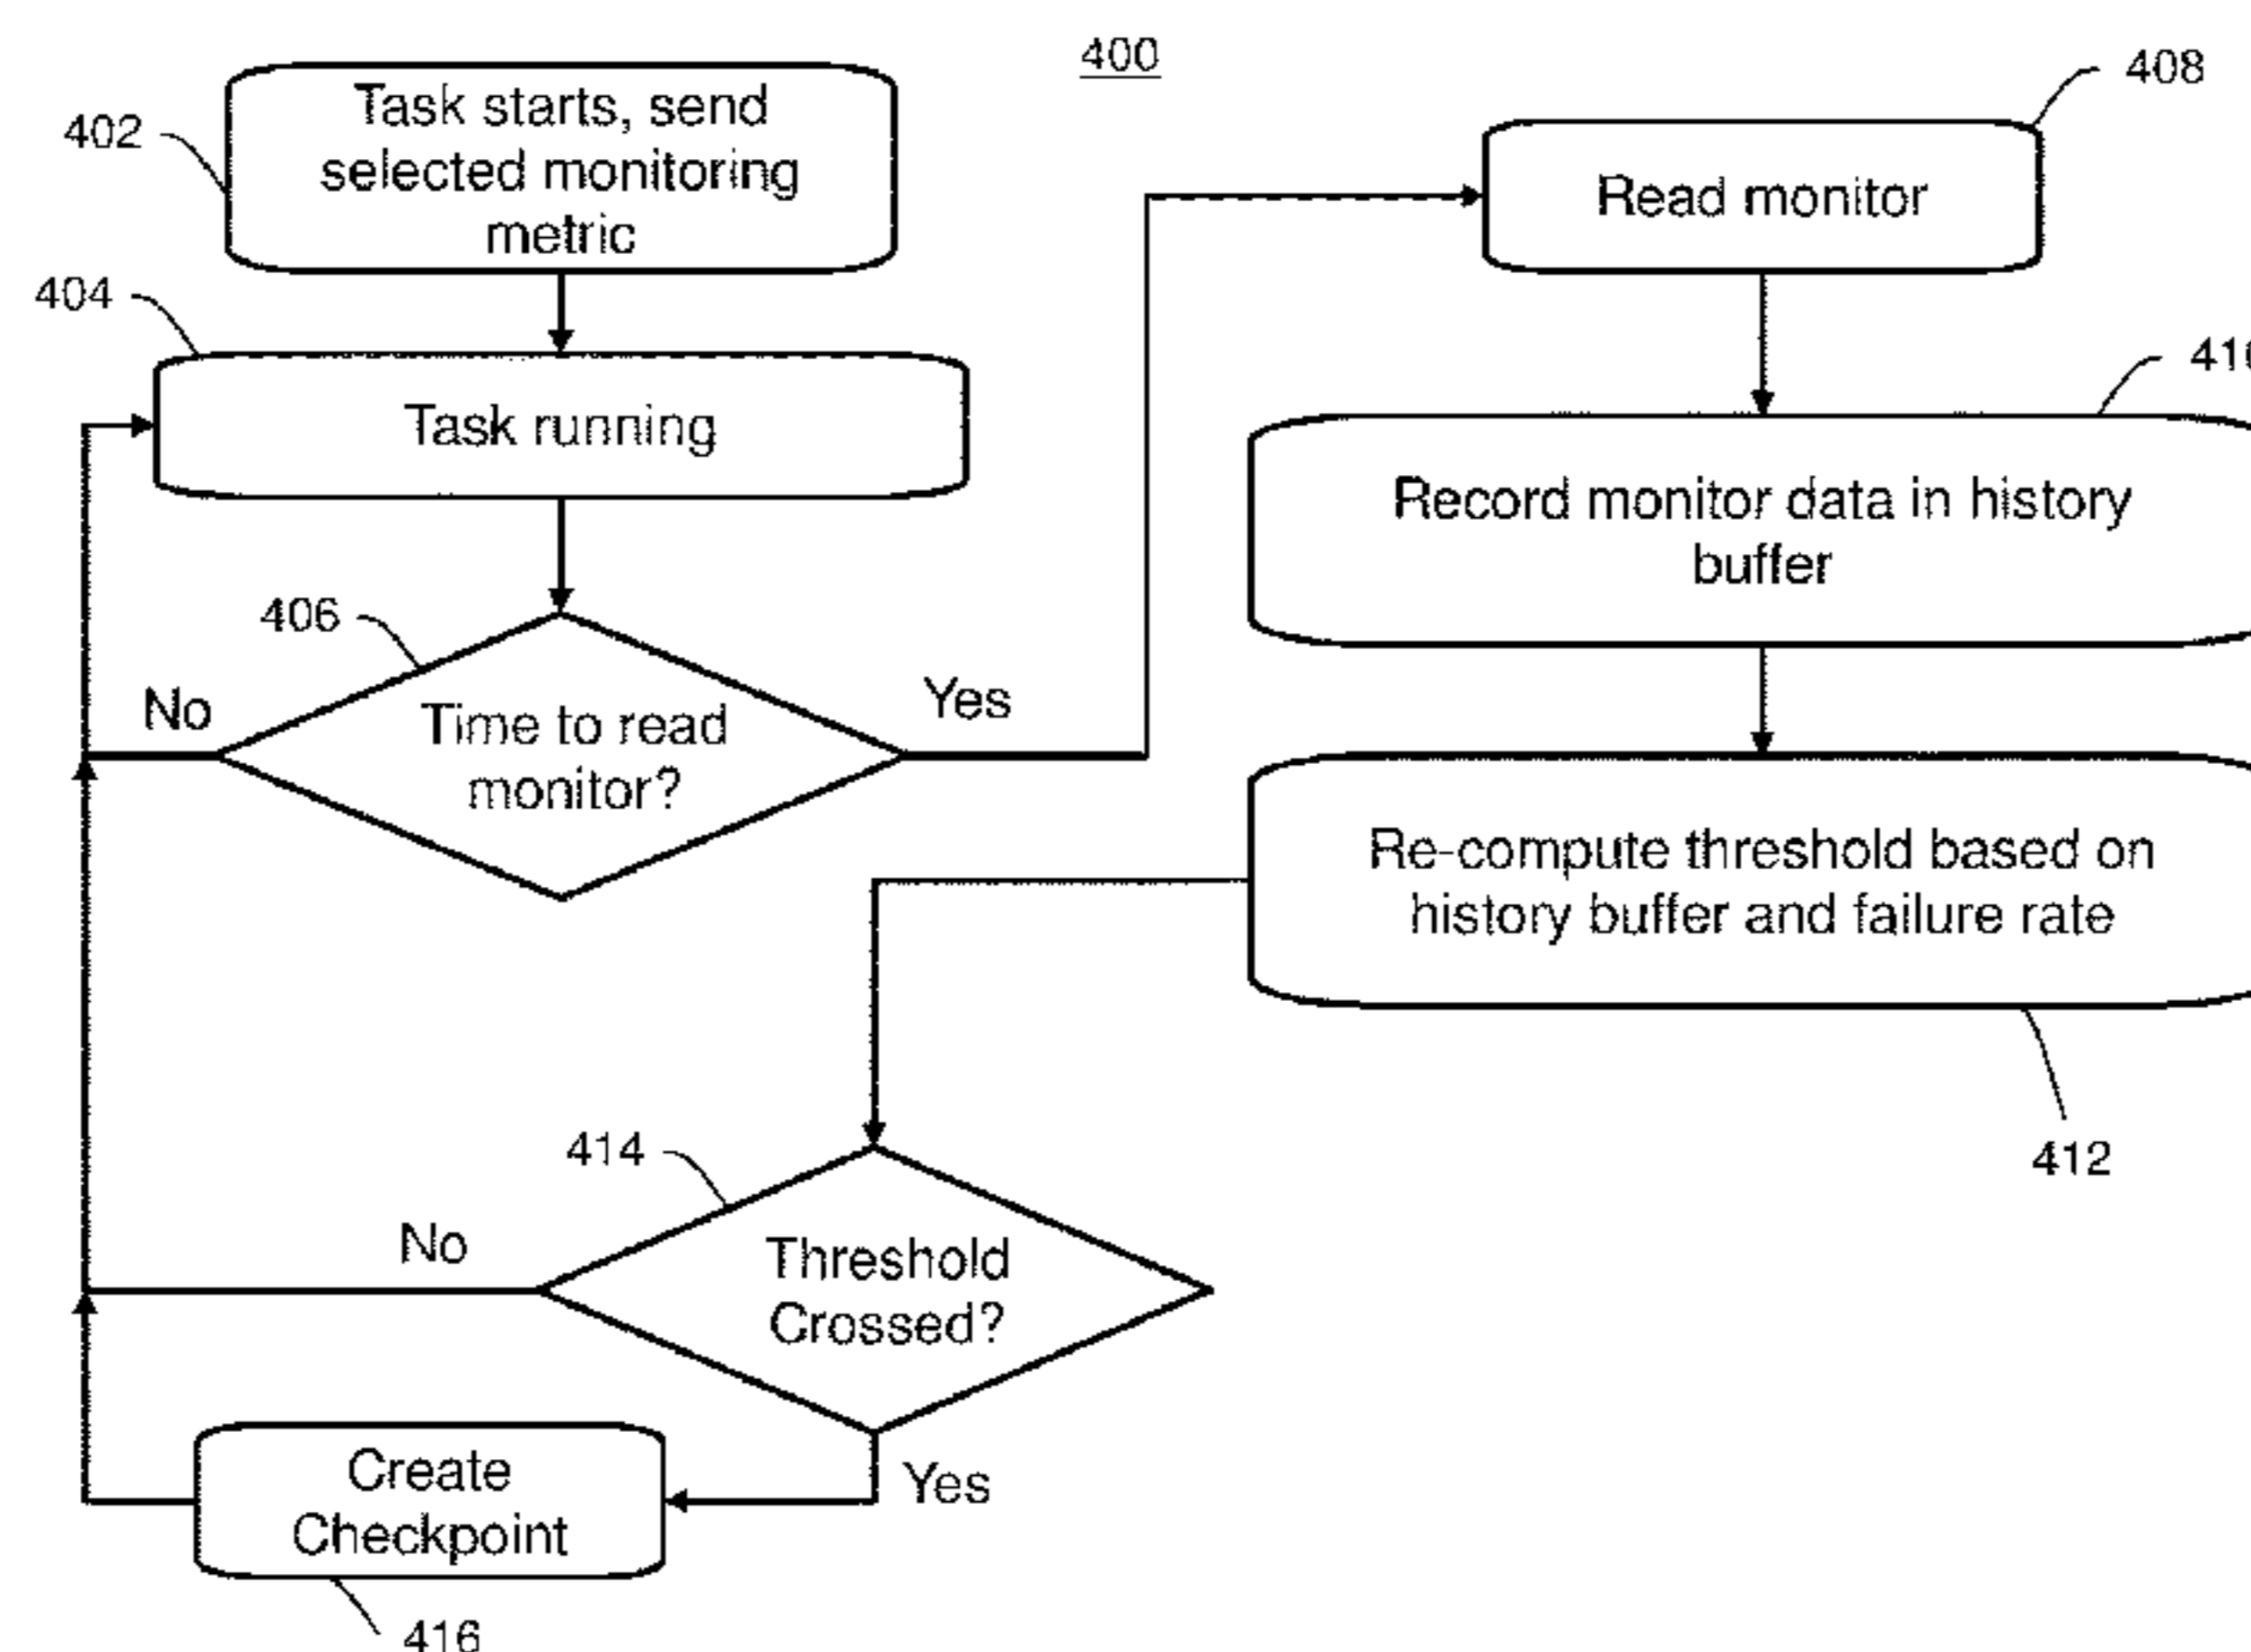 400
402
Task starts, send
selected monitoring
metric
404
Task running
406
Time to read
monitor?
No
Yes
408
Read monitor
Record monitor data in history
buffer
Re-compute threshold based on
history buffer and failure rate
412
414
Threshold
Crossed?
No
Yes
Create
Checkpoint
416